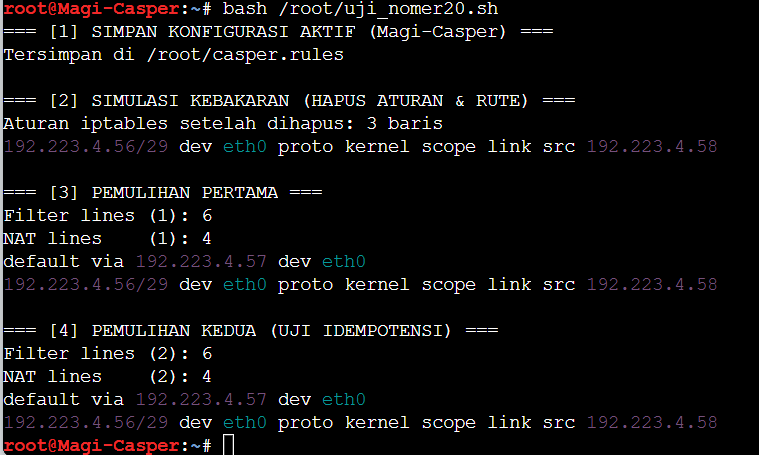 root@Magi-Casper:~# bash /root/uji_nomer20.sh
=== [1] SIMPAN KONFIGURASI AKTIF (Magi-Casper) ===
Tersimpan di /root/casper.rules
=== [2] SIMULASI KEBAKARAN (HAPUS ATURAN & RUTE) ===
Aturan iptables setelah dihapus: 3 baris
192.223.4.56/29 dev eth0 proto kernel scope link src 192.223.4.58
=== [3] PEMULIHAN PERTAMA ===
Filter lines (1): 6
NAT lines    (1): 4
default via 192.223.4.57 dev eth0
192.223.4.56/29 dev eth0 proto kernel scope link src 192.223.4.58
=== [4] PEMULIHAN KEDUA (UJI IDEMPOTENSI) ===
Filter lines (2): 6
NAT lines    (2): 4
default via 192.223.4.57 dev eth0
192.223.4.56/29 dev eth0 proto kernel scope link src 192.223.4.58
root@Magi-Casper:~#